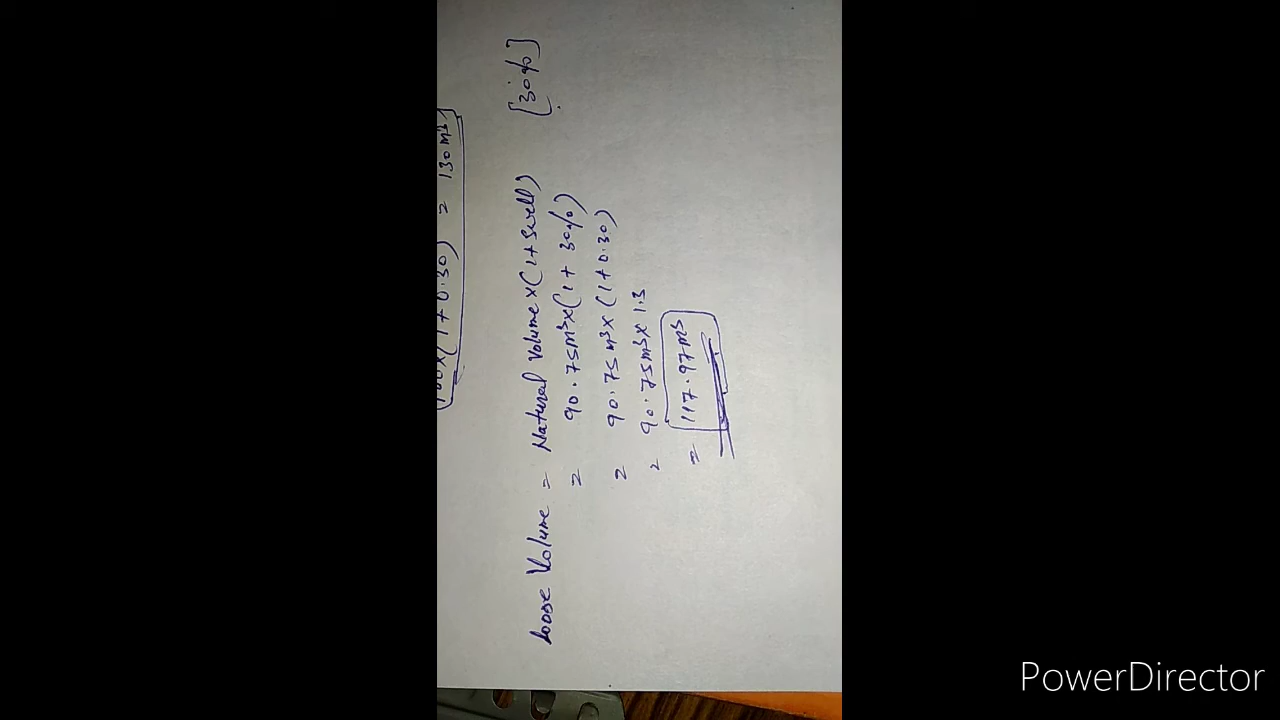 100×(1+0.30) = 130m³]
Loose Volume = Natural Volume×(1+Swell) [30%]
= 90.75m³×(1+30%)
= 90.75m³×(1+0.30)
= 90.75m³×1.3
= 117.97m³
PowerDirector